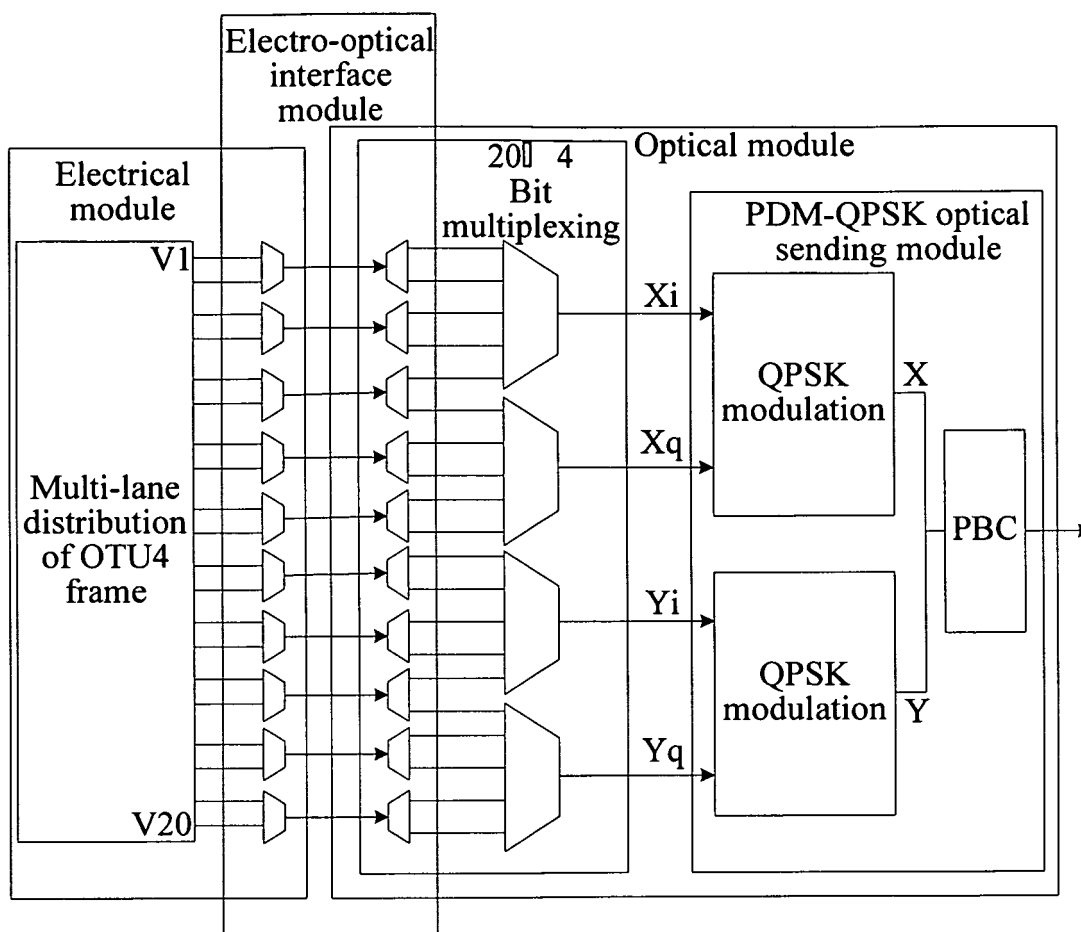 Electro-optical
interface
module
Optical module
Electrical
module
20▯ 4
Bit
multiplexing
PDM-QPSK optical
sending module
V1
Xi
QPSK
modulation
X
Xq
Multi-lane
distribution
of OTU4
frame
PBC
Yi
QPSK
modulation
Y
Yq
V20